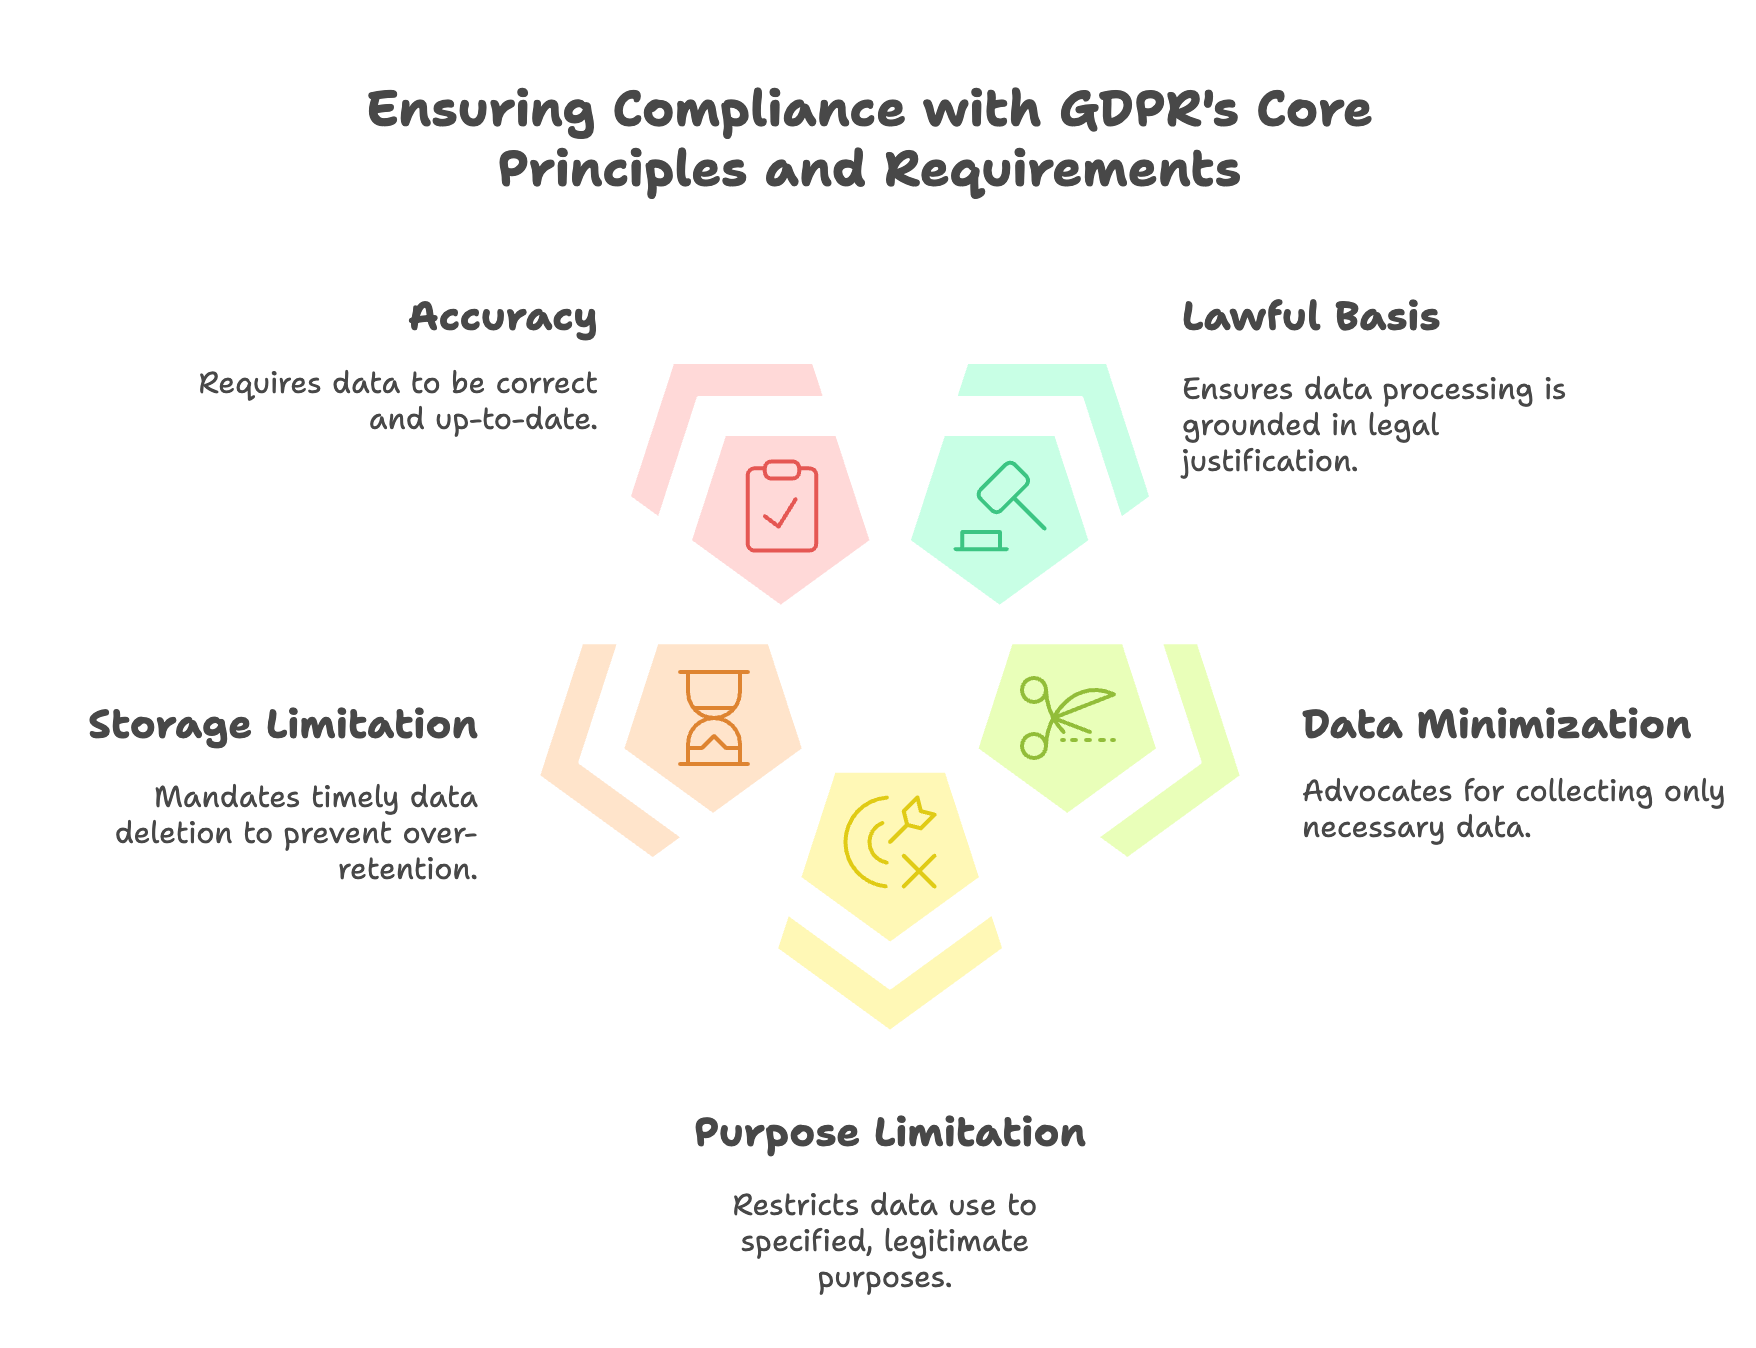 Ensuring Compliance with GDPR's Core
Principles and Requirements
Accuracy
Requires data to be correct
and up-to-date.
Lawful Basis
Ensures data processing is
grounded in legal
justification.
Storage Limitation
Mandates timely data
deletion to prevent over-
retention.
Data Minimization
Advocates for collecting only
necessary data.
Purpose Limitation
Restricts data use to
specified, legitimate
purposes.